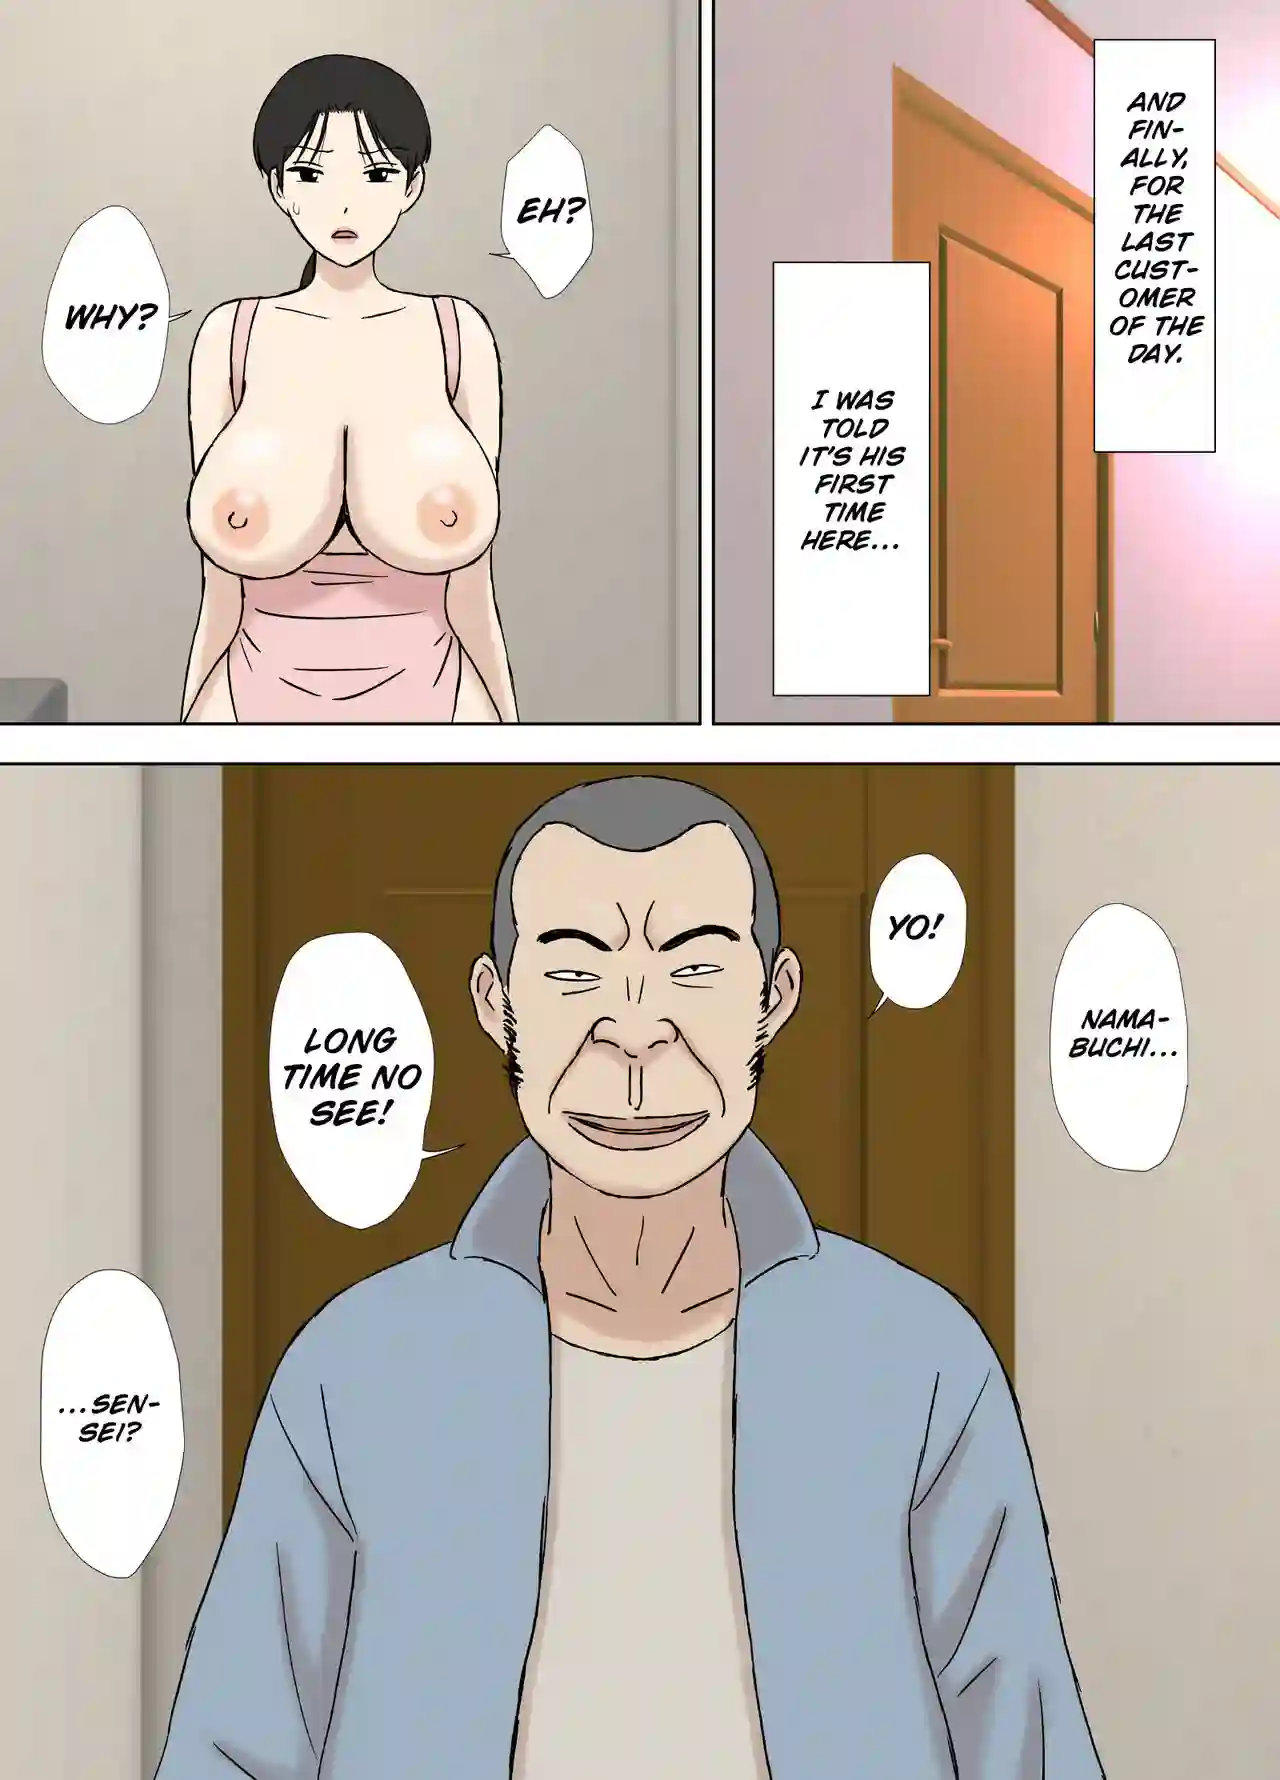 AND
FIN-
ALLY,
FOR
THE
LAST
CUST-
OMER
OF THE
DAY.
I WAS
TOLD
IT'S HIS
FIRST
TIME
HERE...
EH?
WHY?
NAMA-
BUCHI...
YO!
LONG
TIME NO
SEE!
...SEN-
SEI?